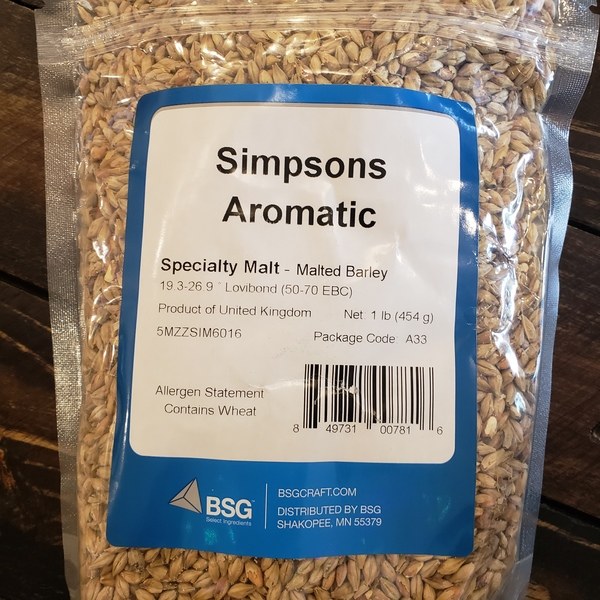 Simpsons
Aromatic
Specialty Malt - Malted Barley
19.3-26.9 ° Lovibond (50-70 EBC)
Product of United Kingdom Net 1 lb (454 g)
5MZZSIM6016 Package Code A33
Allergen Statement
Contains Wheat
8 49731 00781 6
BSG
Select Ingredients
BSGCRAFT.COM
DISTRIBUTED BY BSG
SHAKOPEE, MN 55379